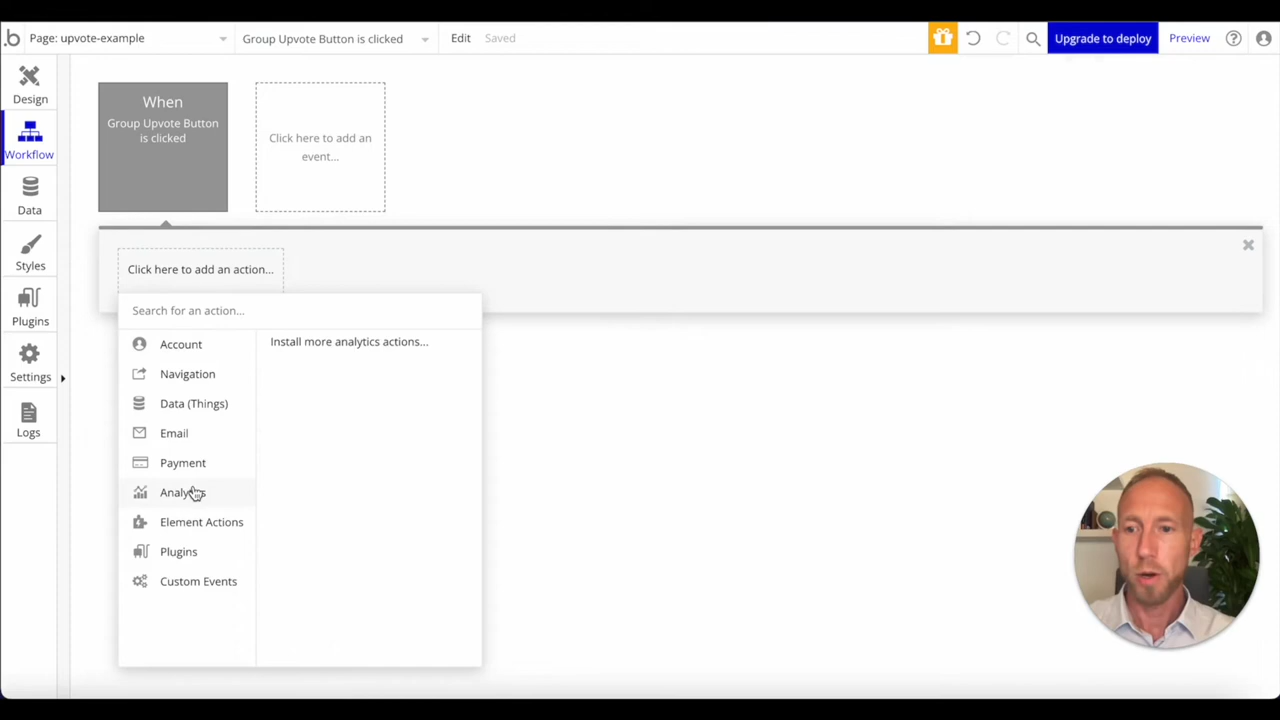 b
Page: upvote-example
Group Upvote Button is clicked
Edit
Saved
Upgrade to deploy
Preview
Design
Workflow
Data
Styles
Plugins
Settings
Logs
When
Group Upvote Button
is clicked
Click here to add an
event...
Click here to add an action...
Search for an action...
Account
Navigation
Data (Things)
Email
Payment
Analytics
Element Actions
Plugins
Custom Events
Install more analytics actions...